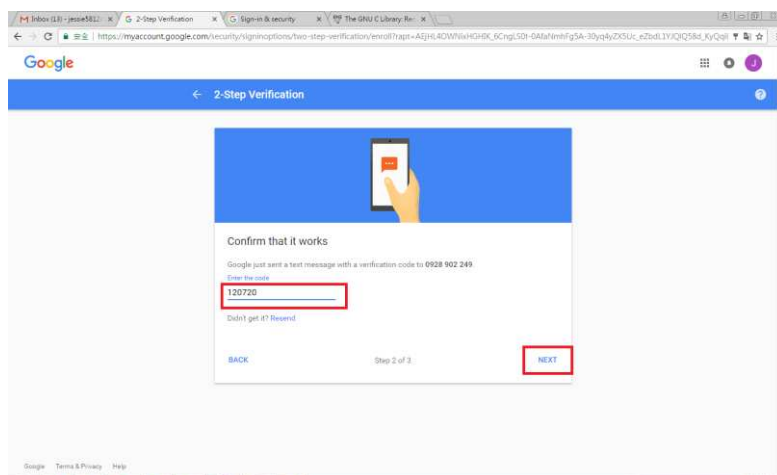 Inbox (13) - jessie5812
2-Step Verification
Sign-in & security
The GNU C Library: Re
https://myaccount.google.com/security/signinoptions/two-step-verification/enroll?rapt=
Google
J
2-Step Verification
Confirm that it works
Google just sent a text message with a verification code to 0928 902 249.
Enter the code
120720
Didn't get it? Resend
BACK
Step 2 of 3
NEXT
Google Terms & Privacy Help